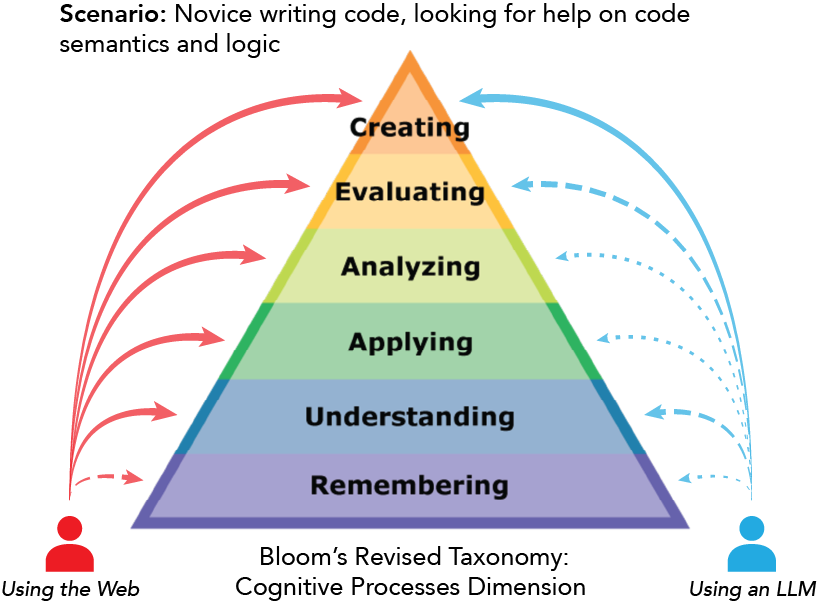 Scenario: Novice writing code, looking for help on code
semantics and logic
Creating
Evaluating
Analyzing
Applying
Understanding
Remembering
Using the Web
Bloom’s Revised Taxonomy:
Cognitive Processes Dimension
Using an LLM